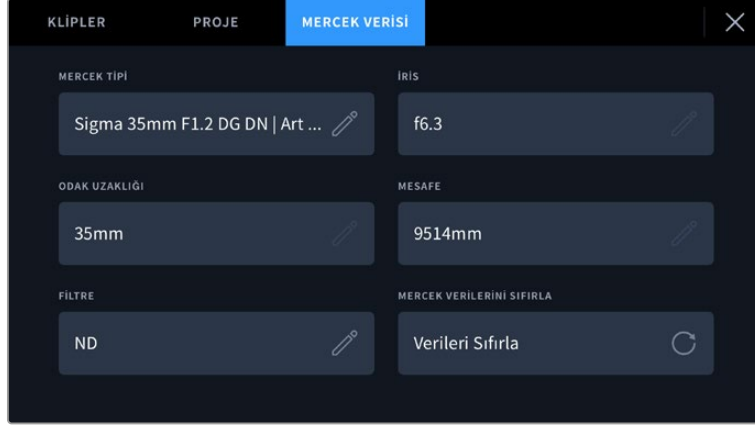 KLİPLER PROJE MERCEK VERİSİ
MERCEK TİPİ
Sigma 35mm F1.2 DG DN | Art ...
İRİS
f6.3
ODAK UZAKLIĞI
35mm
MESAFE
9514mm
FİLTRE
ND
MERCEK VERİLERİNİ SIFIRLA
Verileri Sıfırla